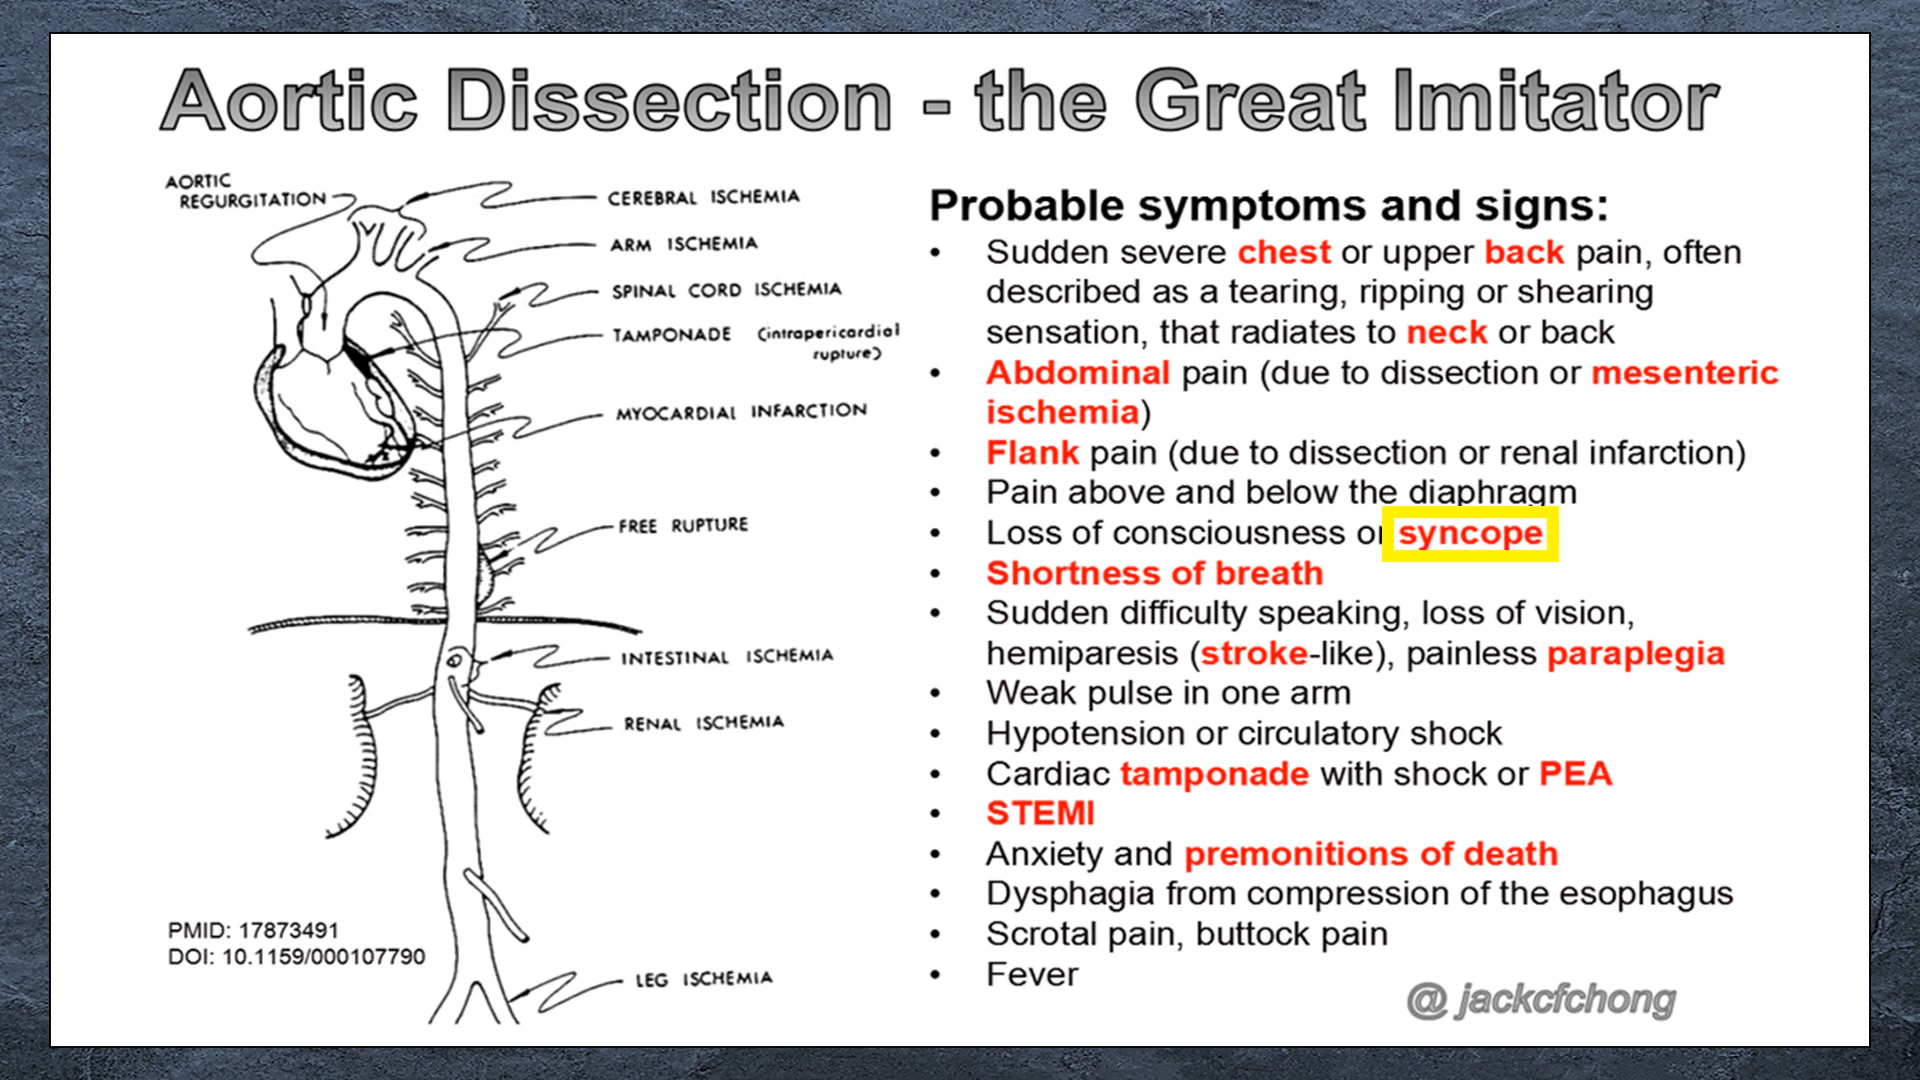 Aortic Dissection - the Great Imitator
AORTIC
REGURGITATION
CEREBRAL ISCHEMIA
ARM ISCHEMIA
SPINAL CORD ISCHEMIA
TAMPONADE (intrapericardial
rupture)
MYOCARDIAL INFARCTION
FREE RUPTURE
INTESTINAL ISCHEMIA
RENAL ISCHEMIA
LEG ISCHEMIA
PMID: 17873491
DOI: 10.1159/000107790
Probable symptoms and signs:
• Sudden severe chest or upper back pain, often
described as a tearing, ripping or shearing
sensation, that radiates to neck or back
• Abdominal pain (due to dissection or mesenteric
ischemia)
• Flank pain (due to dissection or renal infarction)
• Pain above and below the diaphragm
• Loss of consciousness or syncope
• Shortness of breath
• Sudden difficulty speaking, loss of vision,
hemiparesis (stroke-like), painless paraplegia
• Weak pulse in one arm
• Hypotension or circulatory shock
• Cardiac tamponade with shock or PEA
• STEMI
• Anxiety and premonitions of death
• Dysphagia from compression of the esophagus
• Scrotal pain, buttock pain
• Fever
@ jackcfchong